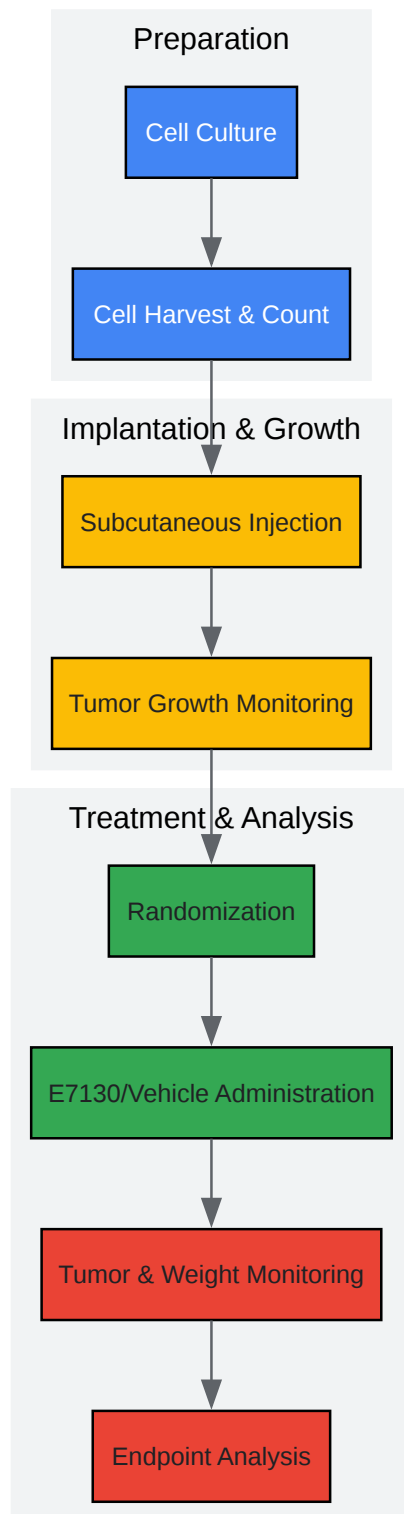 Preparation
Cell Culture
Cell Harvest & Count
Implantation & Growth
Subcutaneous Injection
Tumor Growth Monitoring
Treatment & Analysis
Randomization
E7130/Vehicle Administration
Tumor & Weight Monitoring
Endpoint Analysis